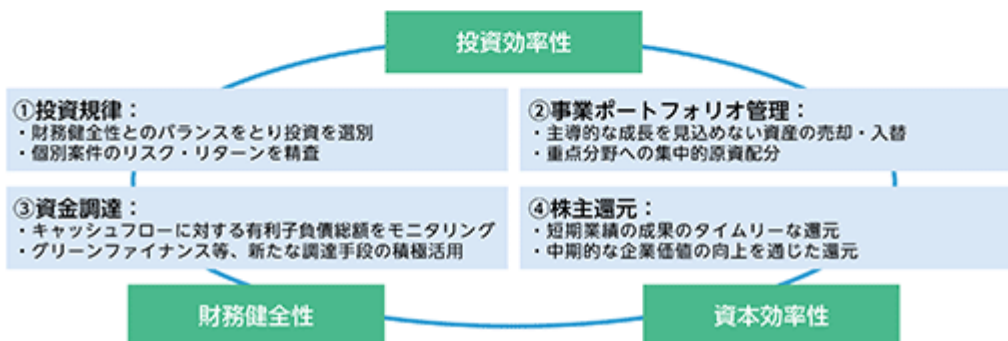 投資効率性
①投資規律：
・財務健全性とのバランスをとり投資を選別
・個別案件のリスク・リターンを精査
②事業ポートフォリオ管理：
・主導的な成長を見込めない資産の売却・入替
・重点分野への集中的原資配分
③資金調達：
・キャッシュフローに対する有利子負債総額をモニタリング
・グリーンファイナンス等、新たな調達手段の積極活用
④株主還元：
・短期業績の成果のタイムリーな還元
・中期的な企業価値の向上を通じた還元
財務健全性
資本効率性